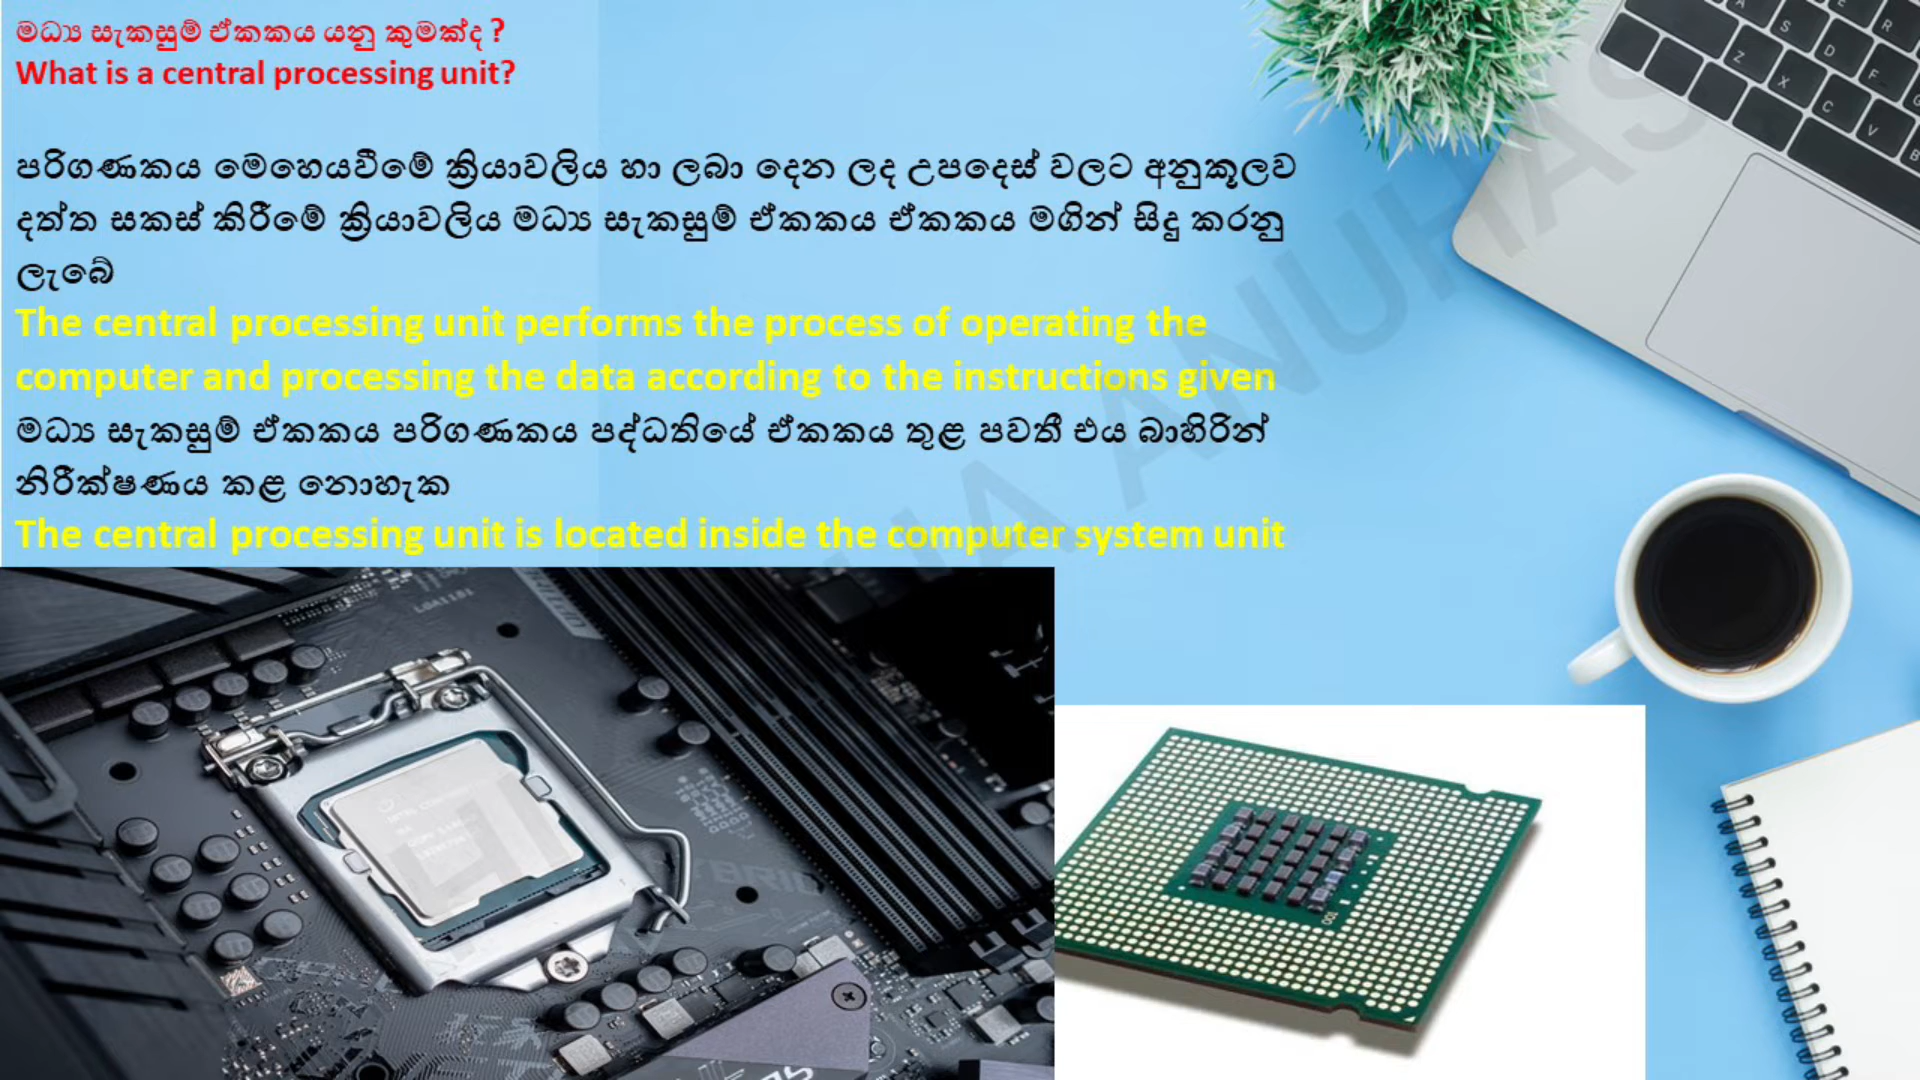 මධ්‍ය සැකසුම් ඒකකය යනු කුමක්ද ?
What is a central processing unit?
පරිගණකය මෙහෙයවීමේ ක්‍රියාවලිය හා ලබා දෙන ලද උපදෙස් වලට අනුකූලව
දත්ත සකස් කිරීමේ ක්‍රියාවලිය මධ්‍ය සැකසුම් ඒකකය ඒකකය මගින් සිදු කරනු
ලැබේ
The central processing unit performs the process of operating the
computer and processing the data according to the instructions given
මධ්‍ය සැකසුම් ඒකකය පරිගණකය පද්ධතියේ ඒකකය තුළ පවතී එය බාහිරින්
නිරීක්ෂණය කළ නොහැක
The central processing unit is located inside the computer system unit